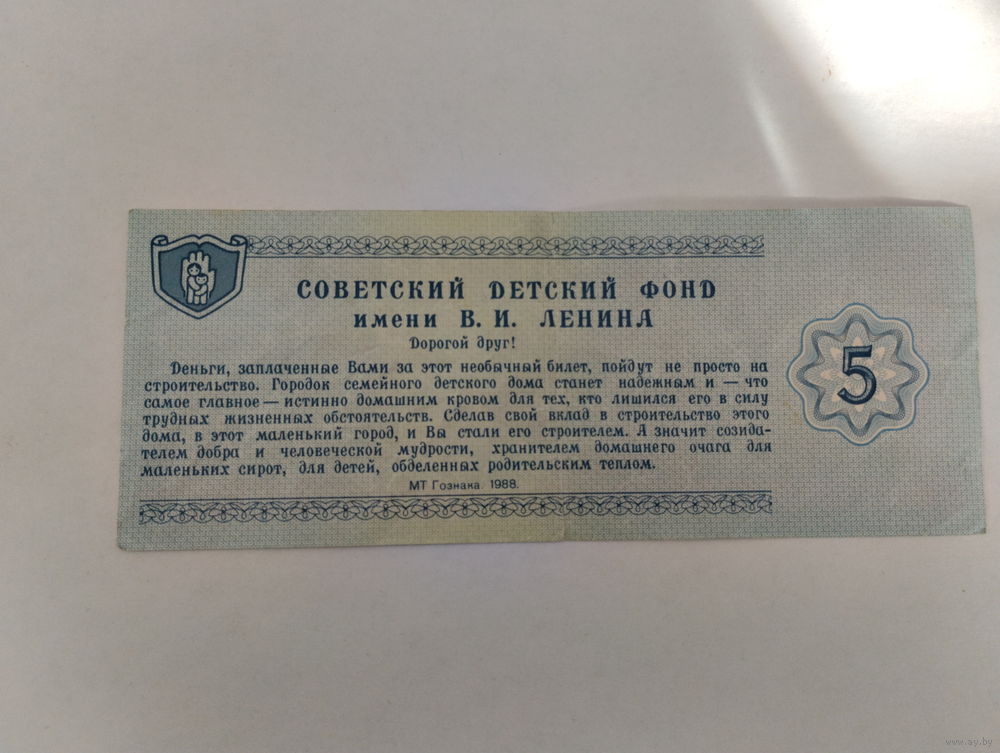 СОВЕТСКИЙ ДЕТСКИЙ ФОНД
имени В. И. ЛЕНИНА
Дорогой друг!
Деньги, заплаченные Вами за этот необычный билет, пойдут не просто на
строительство. Городок семейного детского дома станет надежным и — что
самое главное — истинно домашним кровом для тех, кто лишился его в силу
трудных жизненных обстоятельств. Сделав свой вклад в строительство этого
дома, в этот маленький город, и Вы стали его строителем. А значит созида-
телем добра и человеческой мудрости, хранителем домашнего очага для
маленьких сирот, для детей, обделенных родительским теплом.
МТ Гознака. 1988.
5
www.ay.by